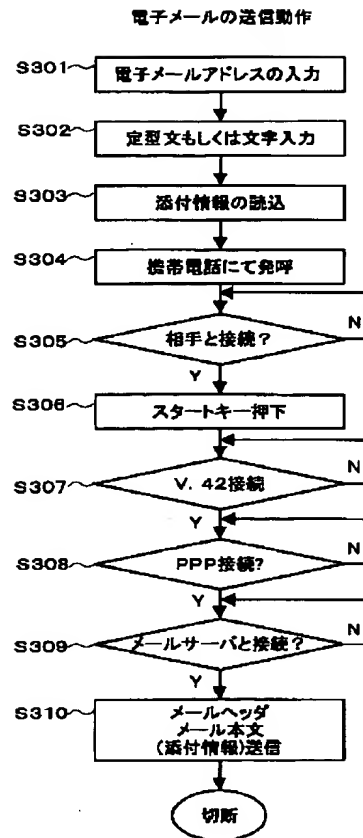 電子メールの送信動作
S301 電子メールアドレスの入力
S302 定型文もしくは文字入力
S303 添付情報の読込
S304 携帯電話にて発呼
S305 相手と接続? N
Y
S306 スタートキー押下
S307 V. 42接続 N
Y
S308 PPP接続? N
Y
S309 メールサーバと接続? N
Y
S310 メールヘッダ
メール本文
(添付情報)送信
切断